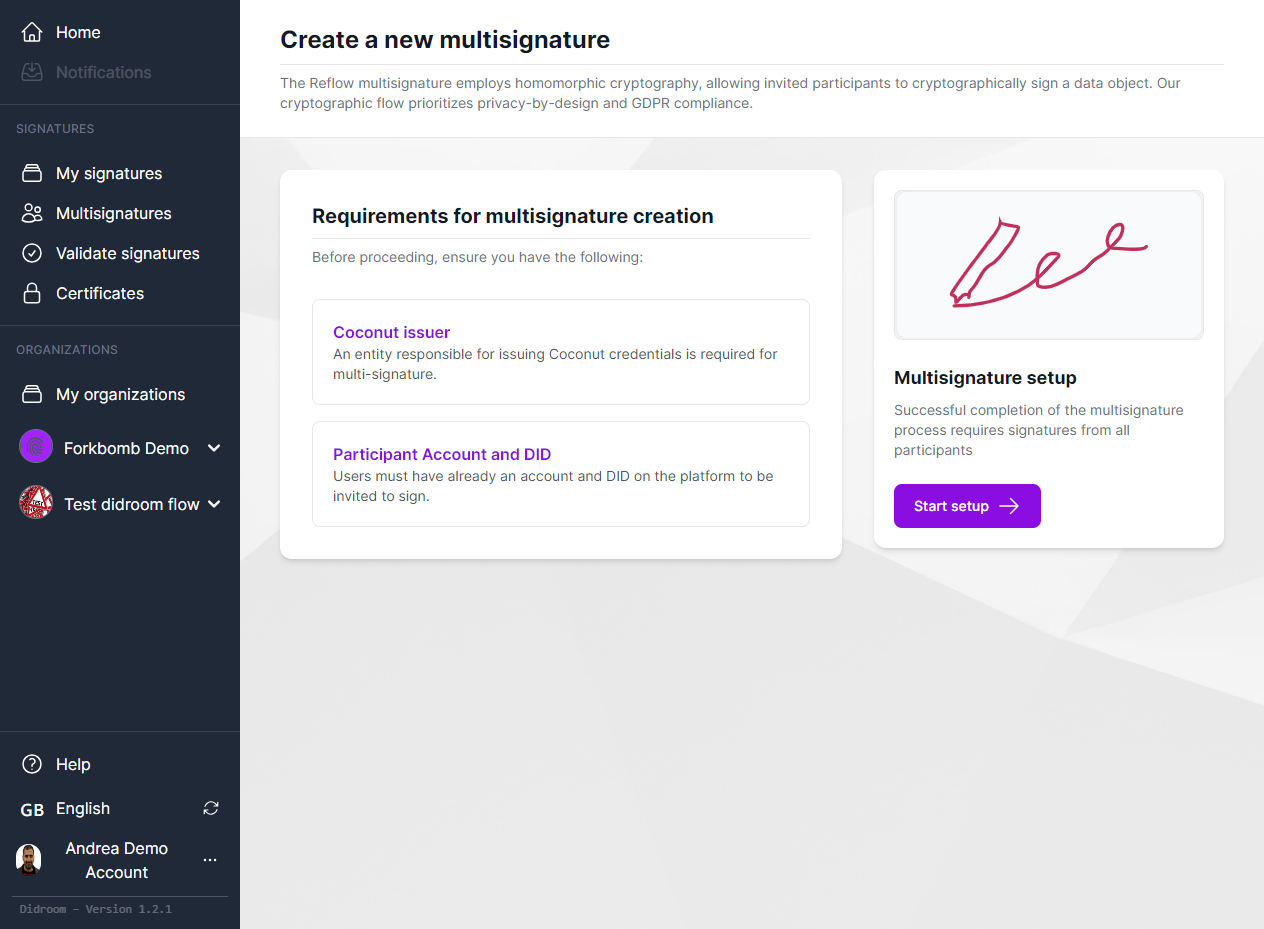 Home
Notifications
SIGNATURES
My signatures
Multisignatures
Validate signatures
Certificates
ORGANIZATIONS
My organizations
Forkbomb Demo
Test didroom flow
Help
GB English
Andrea Demo
Account
Didroom – Version 1.2.1
Create a new multisignature
The Reflow multisignature employs homomorphic cryptography, allowing invited participants to cryptographically sign a data object. Our
cryptographic flow prioritizes privacy-by-design and GDPR compliance.
Requirements for multisignature creation
Before proceeding, ensure you have the following:
Coconut issuer
An entity responsible for issuing Coconut credentials is required for
multi-signature.
Participant Account and DID
Users must have already an account and DID on the platform to be
invited to sign.
Multisignature setup
Successful completion of the multisignature
process requires signatures from all
participants
Start setup